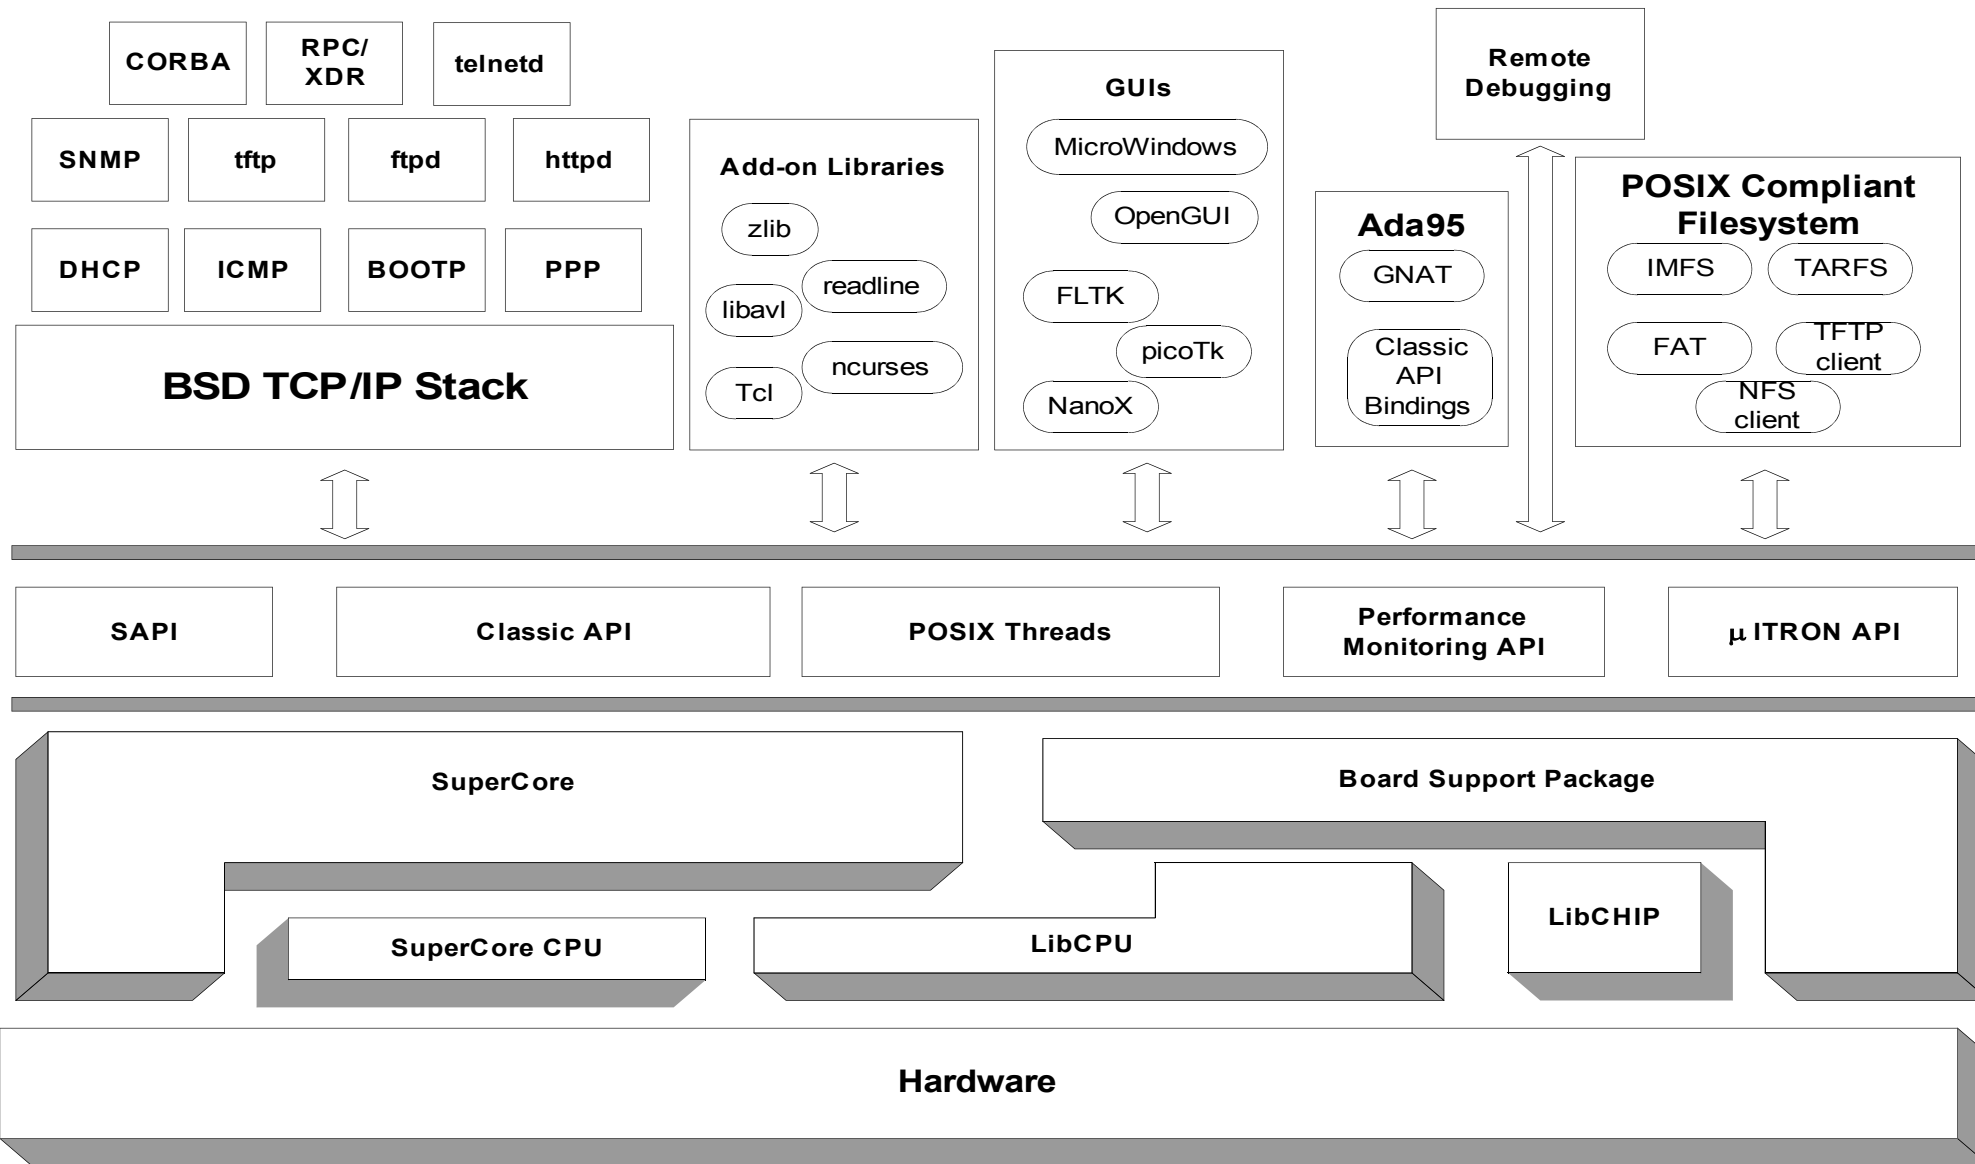 CORBA
RPC/
XDR
telnetd
SNMP
tftp
ftpd
httpd
DHCP
ICMP
BOOTP
PPP
BSD TCP/IP Stack
Add-on Libraries
zlib
readline
libavl
ncurses
Tcl
GUIs
MicroWindows
OpenGUI
FLTK
picoTk
NanoX
Ada95
GNAT
Classic
API
Bindings
Remote
Debugging
POSIX Compliant
Filesystem
IMFS
TARFS
FAT
TFTP
client
NFS
client
SAPI
Classic API
POSIX Threads
Performance
Monitoring API
μ ITRON API
SuperCore
Board Support Package
SuperCore CPU
LibCPU
LibCHIP
Hardware